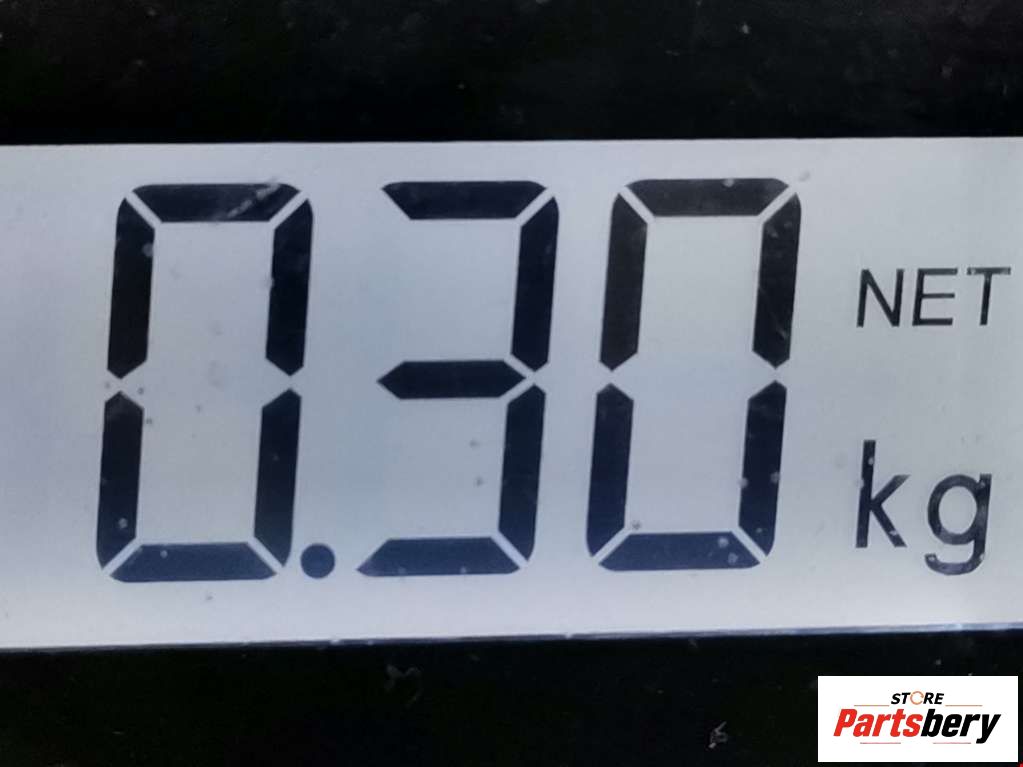 0.30 NET
kg
STORE
Partsbery